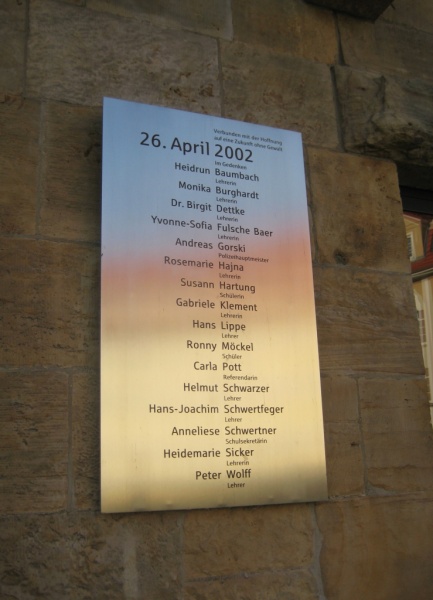 Verbunden mit der Hoffnung
auf eine Zukunft ohne Gewalt
26. April 2002
im Gedenken
Heidrun Baumbach
Lehrerin
Monika Burghardt
Lehrerin
Dr. Birgit Dettke
Lehrerin
Yvonne-Sofia Fulsche Baer
Lehrerin
Andreas Gorski
Polizeihauptmeister
Rosemarie Hajna
Lehrerin
Susann Hartung
Schülerin
Gabriele Klement
Lehrerin
Hans Lippe
Lehrer
Ronny Möckel
Schüler
Carla Pott
Referendarin
Helmut Schwarzer
Lehrer
Hans-Joachim Schwertfeger
Lehrer
Anneliese Schwertner
Schulsekretärin
Heidemarie Sicker
Lehrerin
Peter Wolff
Lehrer